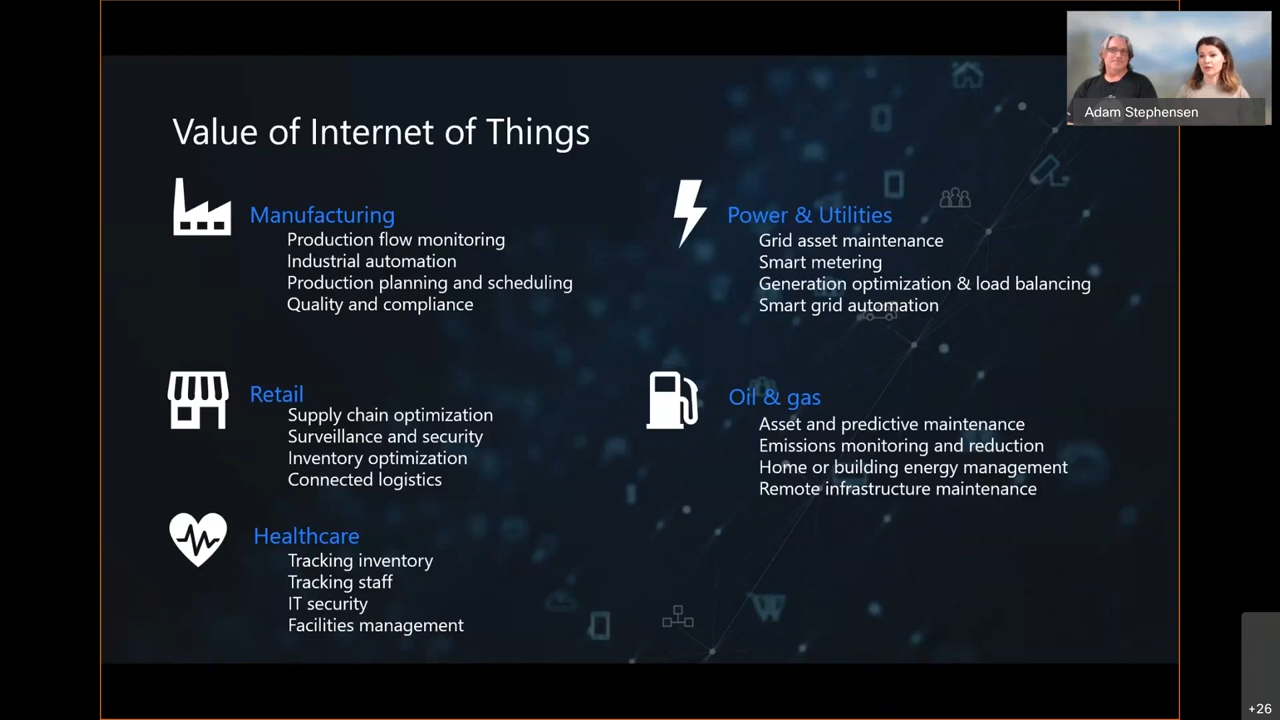 Value of Internet of Things
Manufacturing
Production flow monitoring
Industrial automation
Production planning and scheduling
Quality and compliance
Retail
Supply chain optimization
Surveillance and security
Inventory optimization
Connected logistics
Healthcare
Tracking inventory
Tracking staff
IT security
Facilities management
Power & Utilities
Grid asset maintenance
Smart metering
Generation optimization & load balancing
Smart grid automation
Oil & gas
Asset and predictive maintenance
Emissions monitoring and reduction
Home or building energy management
Remote infrastructure maintenance
Adam Stephensen
+26